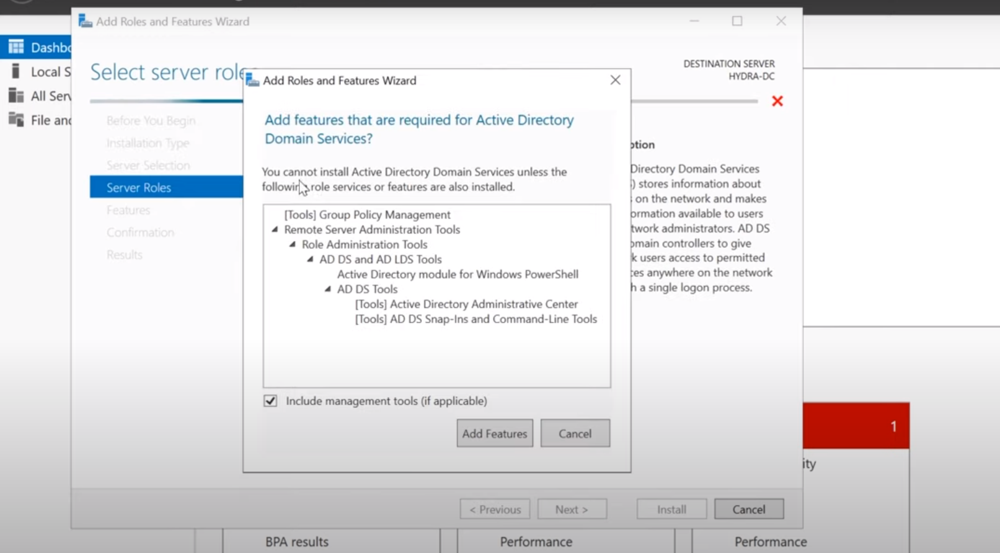 Add Roles and Features Wizard
Dashbo
Local S
All Serv
File and
Select server role
DESTINATION SERVER
HYDRA-DC
Before You Begin
Installation Type
Server Selection
Server Roles
Features
Confirmation
Results
Add Roles and Features Wizard
Add features that are required for Active Directory
Domain Services?
You cannot install Active Directory Domain Services unless the
following role services or features are also installed.
[Tools] Group Policy Management
Remote Server Administration Tools
Role Administration Tools
AD DS and AD LDS Tools
Active Directory module for Windows PowerShell
AD DS Tools
[Tools] Active Directory Administrative Center
[Tools] AD DS Snap-Ins and Command-Line Tools
Include management tools (if applicable)
Add Features
Cancel
ption
Directory Domain Services
) stores information about
on the network and makes
ormation available to users
twork administrators. AD DS
omain controllers to give
k users access to permitted
ces anywhere on the network
h a single logon process.
1
ity
< Previous
Next >
Install
Cancel
BPA results
Performance
Performance